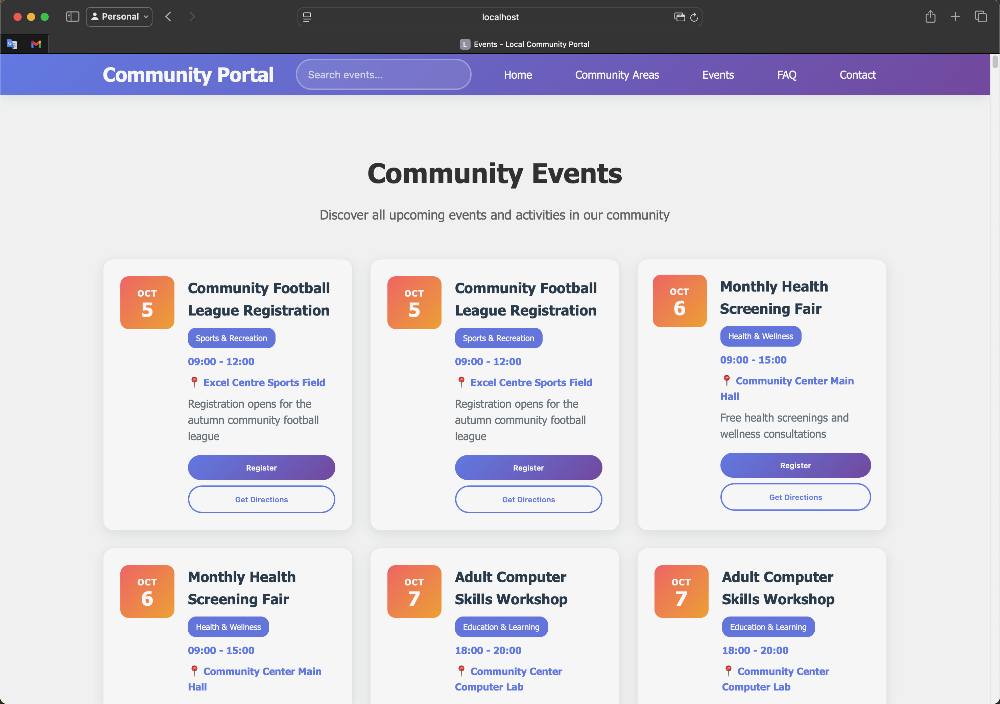 Personal
localhost
L Events - Local Community Portal
Community Portal
Search events...
Home
Community Areas
Events
FAQ
Contact
Community Events
Discover all upcoming events and activities in our community
OCT
5
Community Football
League Registration
Sports & Recreation
09:00 - 12:00
📍 Excel Centre Sports Field
Registration opens for the
autumn community football
league
Register
Get Directions
OCT
5
Community Football
League Registration
Sports & Recreation
09:00 - 12:00
📍 Excel Centre Sports Field
Registration opens for the
autumn community football
league
Register
Get Directions
OCT
6
Monthly Health
Screening Fair
Health & Wellness
09:00 - 15:00
📍 Community Center Main
Hall
Free health screenings and
wellness consultations
Register
Get Directions
OCT
6
Monthly Health
Screening Fair
Health & Wellness
09:00 - 15:00
📍 Community Center Main
Hall
OCT
7
Adult Computer
Skills Workshop
Education & Learning
18:00 - 20:00
📍 Community Center
Computer Lab
OCT
7
Adult Computer
Skills Workshop
Education & Learning
18:00 - 20:00
📍 Community Center
Computer Lab